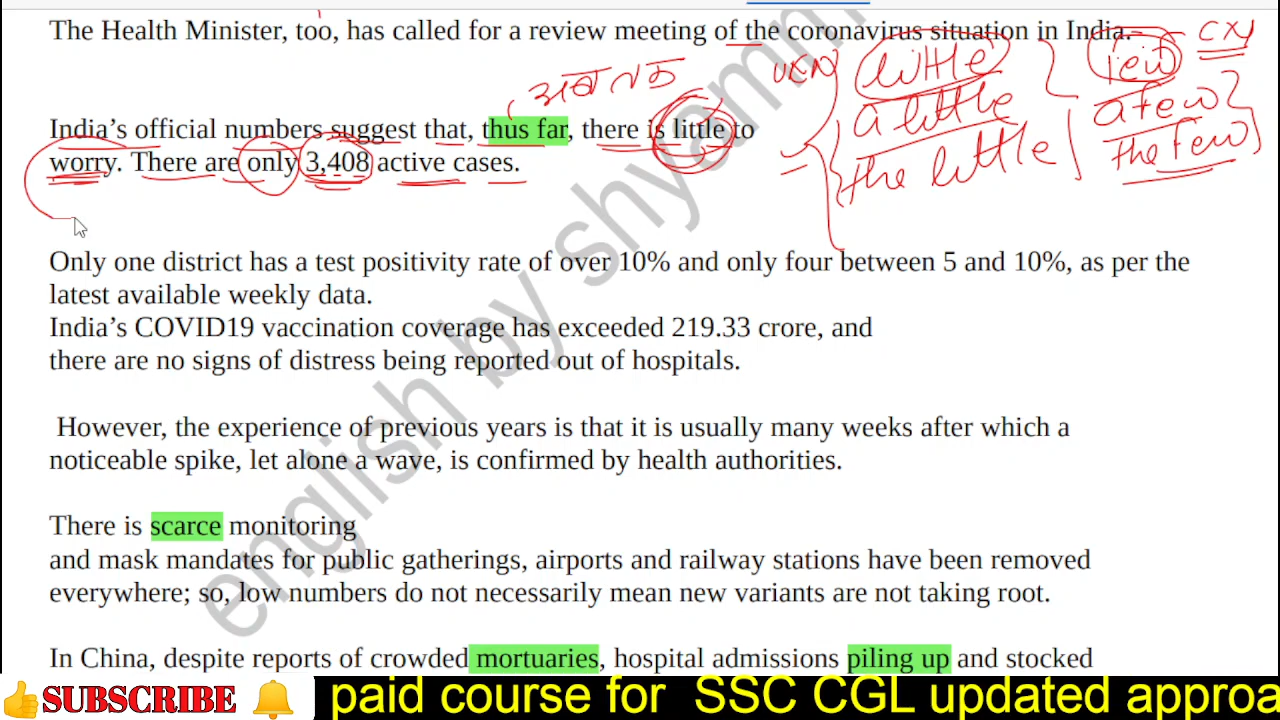 The Health Minister, too, has called for a review meeting of the coronavirus situation in India.
little
few
a little
a few
the little
the few
अब तक
India’s official numbers suggest that, thus far, there is little to
worry. There are only 3,408 active cases.
Only one district has a test positivity rate of over 10% and only four between 5 and 10%, as per the
latest available weekly data.
India’s COVID19 vaccination coverage has exceeded 219.33 crore, and
there are no signs of distress being reported out of hospitals.
However, the experience of previous years is that it is usually many weeks after which a
noticeable spike, let alone a wave, is confirmed by health authorities.
There is scarce monitoring
and mask mandates for public gatherings, airports and railway stations have been removed
everywhere; so, low numbers do not necessarily mean new variants are not taking root.
In China, despite reports of crowded mortuaries, hospital admissions piling up and stocked
english by shyam
SUBSCRIBE
paid course for SSC CGL updated approa